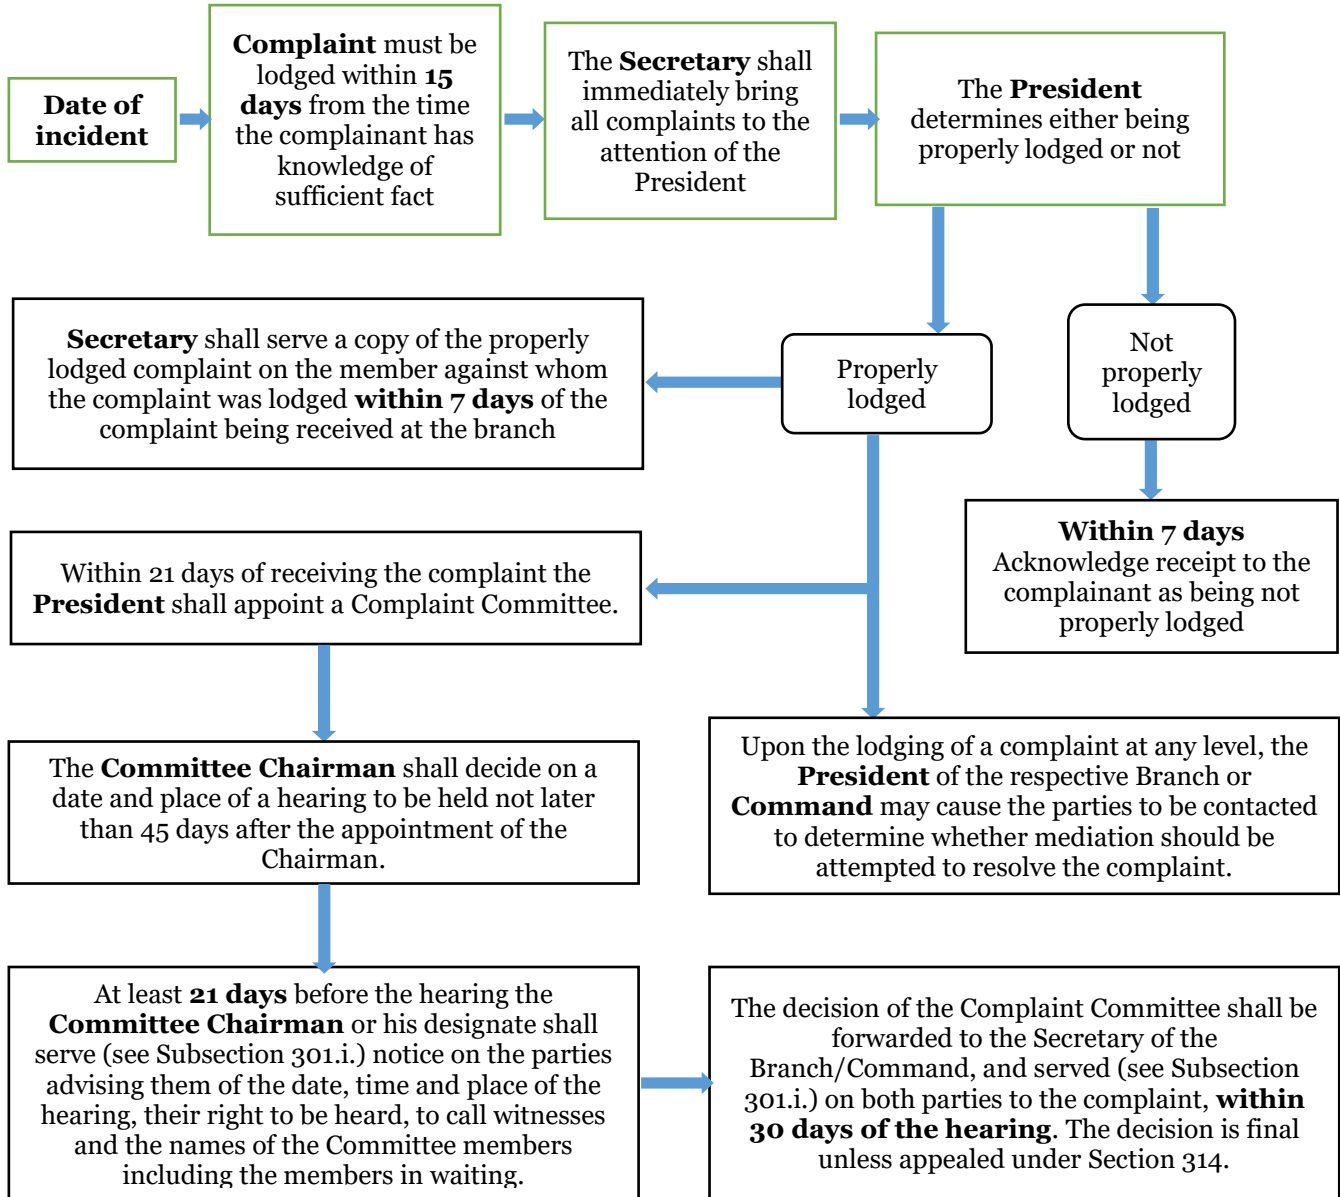 Date of
incident
Complaint must be
lodged within 15
days from the time
the complainant has
knowledge of
sufficient fact
The Secretary shall
immediately bring
all complaints to the
attention of the
President
The President
determines either being
properly lodged or not
Secretary shall serve a copy of the properly
lodged complaint on the member against whom
the complaint was lodged within 7 days of the
complaint being received at the branch
Properly
lodged
Not
properly
lodged
Within 7 days
Acknowledge receipt to the
complainant as being not
properly lodged
Within 21 days of receiving the complaint the
President shall appoint a Complaint Committee.
The Committee Chairman shall decide on a
date and place of a hearing to be held not later
than 45 days after the appointment of the
Chairman.
Upon the lodging of a complaint at any level, the
President of the respective Branch or
Command may cause the parties to be contacted
to determine whether mediation should be
attempted to resolve the complaint.
At least 21 days before the hearing the
Committee Chairman or his designate shall
serve (see Subsection 301.i.) notice on the parties
advising them of the date, time and place of the
hearing, their right to be heard, to call witnesses
and the names of the Committee members
including the members in waiting.
The decision of the Complaint Committee shall be
forwarded to the Secretary of the
Branch/Command, and served (see Subsection
301.i.) on both parties to the complaint, within
30 days of the hearing. The decision is final
unless appealed under Section 314.